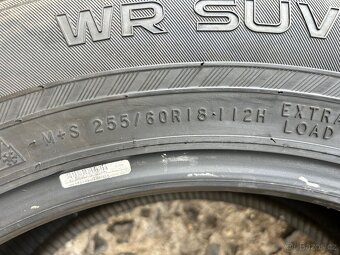 WR SUV
M+S 255/60R18 112H EXTRA
LOAD